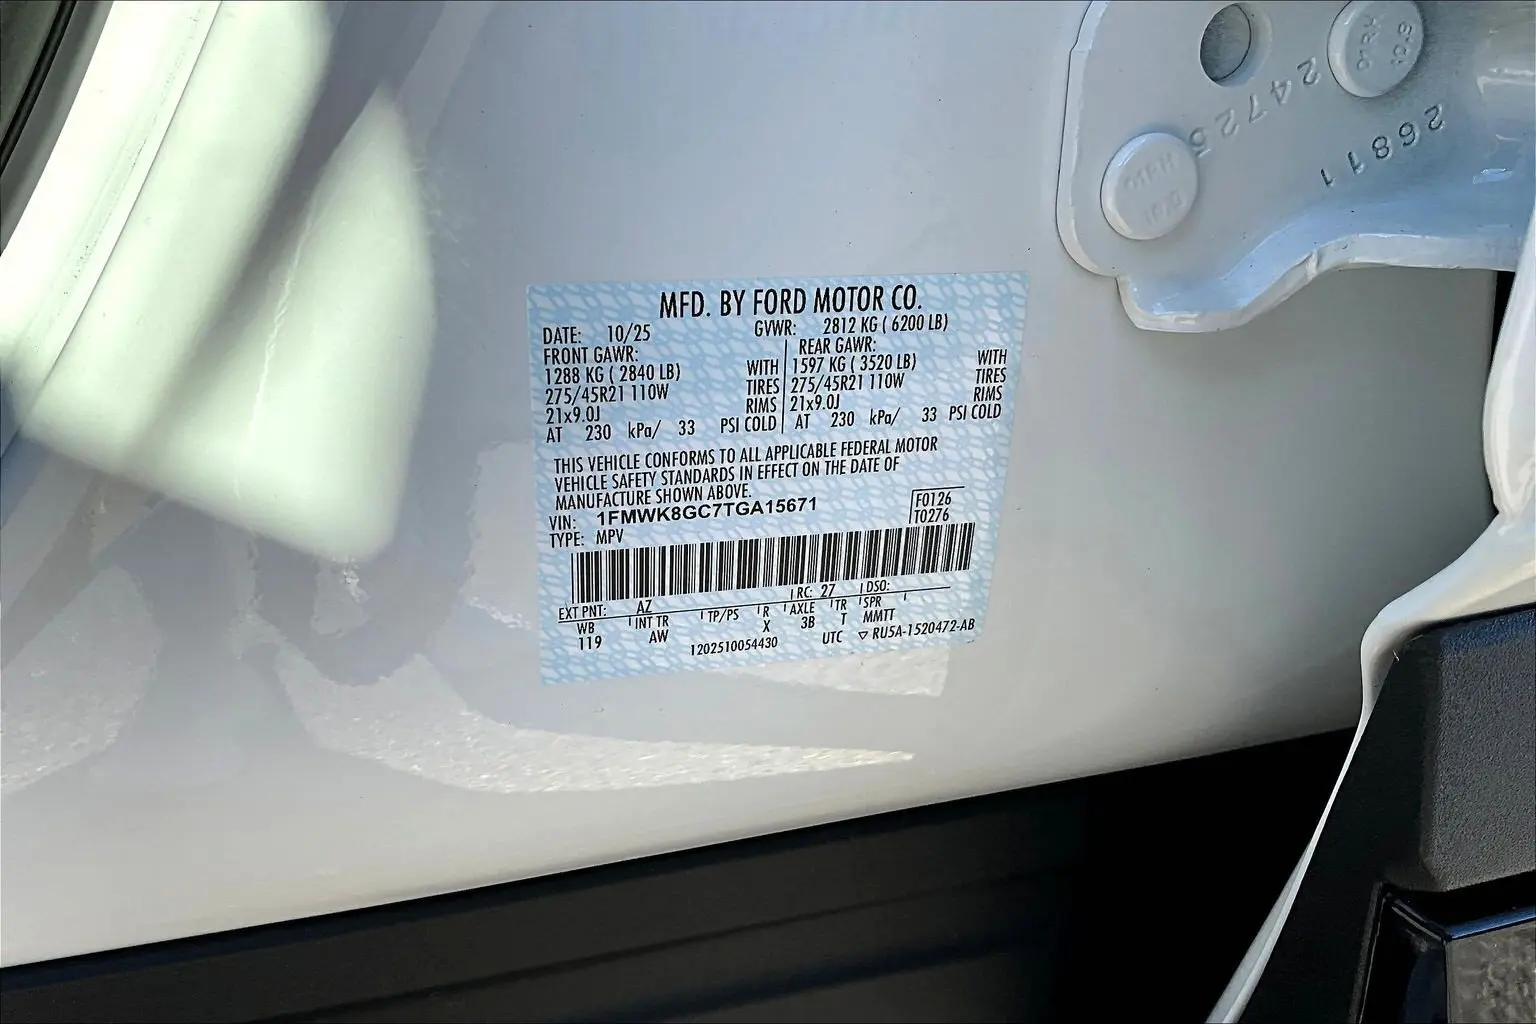 24725
26811
MFD. BY FORD MOTOR CO.
DATE: 10/25 GVWR: 2812 KG ( 6200 LB)
FRONT GAWR: REAR GAWR:
1288 KG ( 2840 LB) WITH 1597 KG ( 3520 LB) WITH
275/45R21 110W TIRES 275/45R21 110W TIRES
21x9.0J RIMS 21x9.0J RIMS
AT 230 kPa/ 33 PSI COLD AT 230 kPa/ 33 PSI COLD
THIS VEHICLE CONFORMS TO ALL APPLICABLE FEDERAL MOTOR
VEHICLE SAFETY STANDARDS IN EFFECT ON THE DATE OF
MANUFACTURE SHOWN ABOVE.
VIN: 1FMWK8GC7TGA15671 F0126
TYPE: MPV T0276
EXT PNT: AZ RC: 27 DSO:
WB INT TR TP/PS R AXLE TR SPR
119 AW X 3B T MMTT
1202510054430 UTC ▽ RU5A-1520472-AB